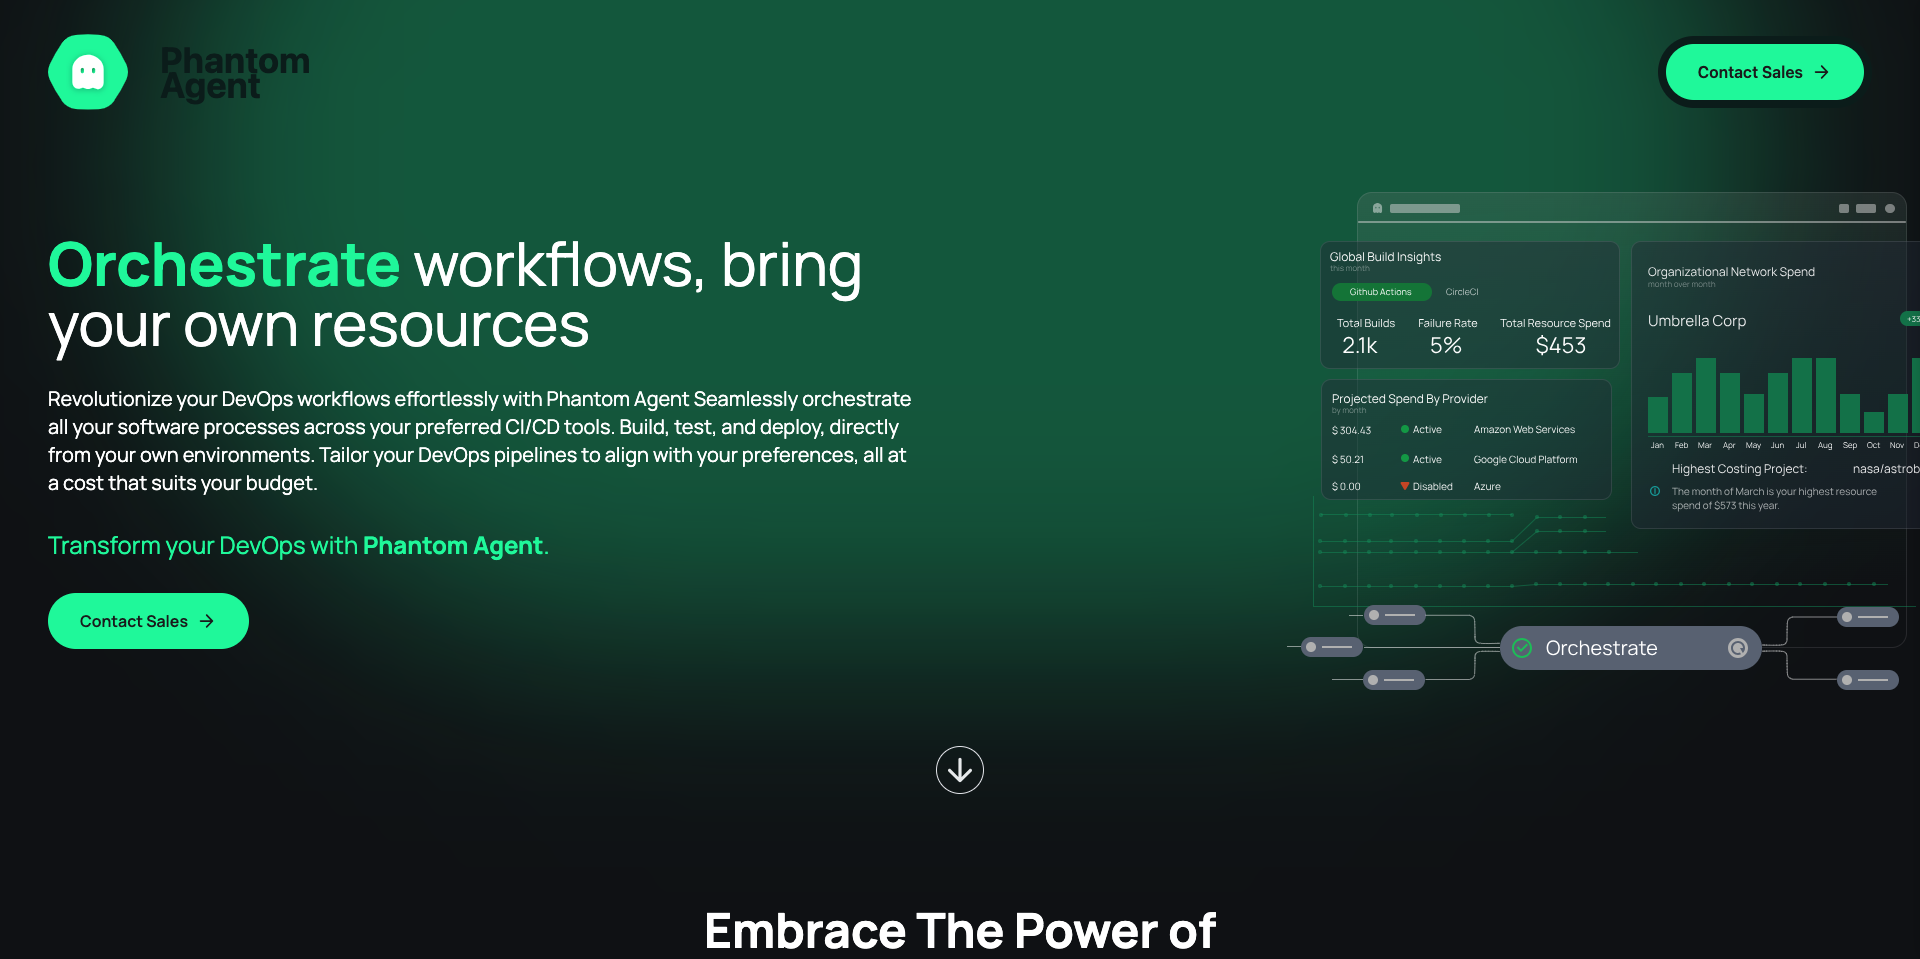 Phantom
Agent
Contact Sales
Orchestrate workflows, bring
your own resources
Revolutionize your DevOps workflows effortlessly with Phantom Agent Seamlessly orchestrate
all your software processes across your preferred CI/CD tools. Build, test, and deploy, directly
from your own environments. Tailor your DevOps pipelines to align with your preferences, all at
a cost that suits your budget.
Transform your DevOps with Phantom Agent.
Contact Sales
Global Build Insights
this month
Github Actions CircleCI
Total Builds Failure Rate Total Resource Spend
2.1k 5% $453
Projected Spend By Provider
by month
$ 304.43 Active Amazon Web Services
$ 50.21 Active Google Cloud Platform
$ 0.00 Disabled Azure
Organizational Network Spend
month over month
Umbrella Corp +33
Jan Feb Mar Apr May Jun Jul Aug Sep Oct Nov D
Highest Costing Project: nasa/astrob
The month of March is your highest resource
spend of $573 this year.
Orchestrate
Embrace The Power of